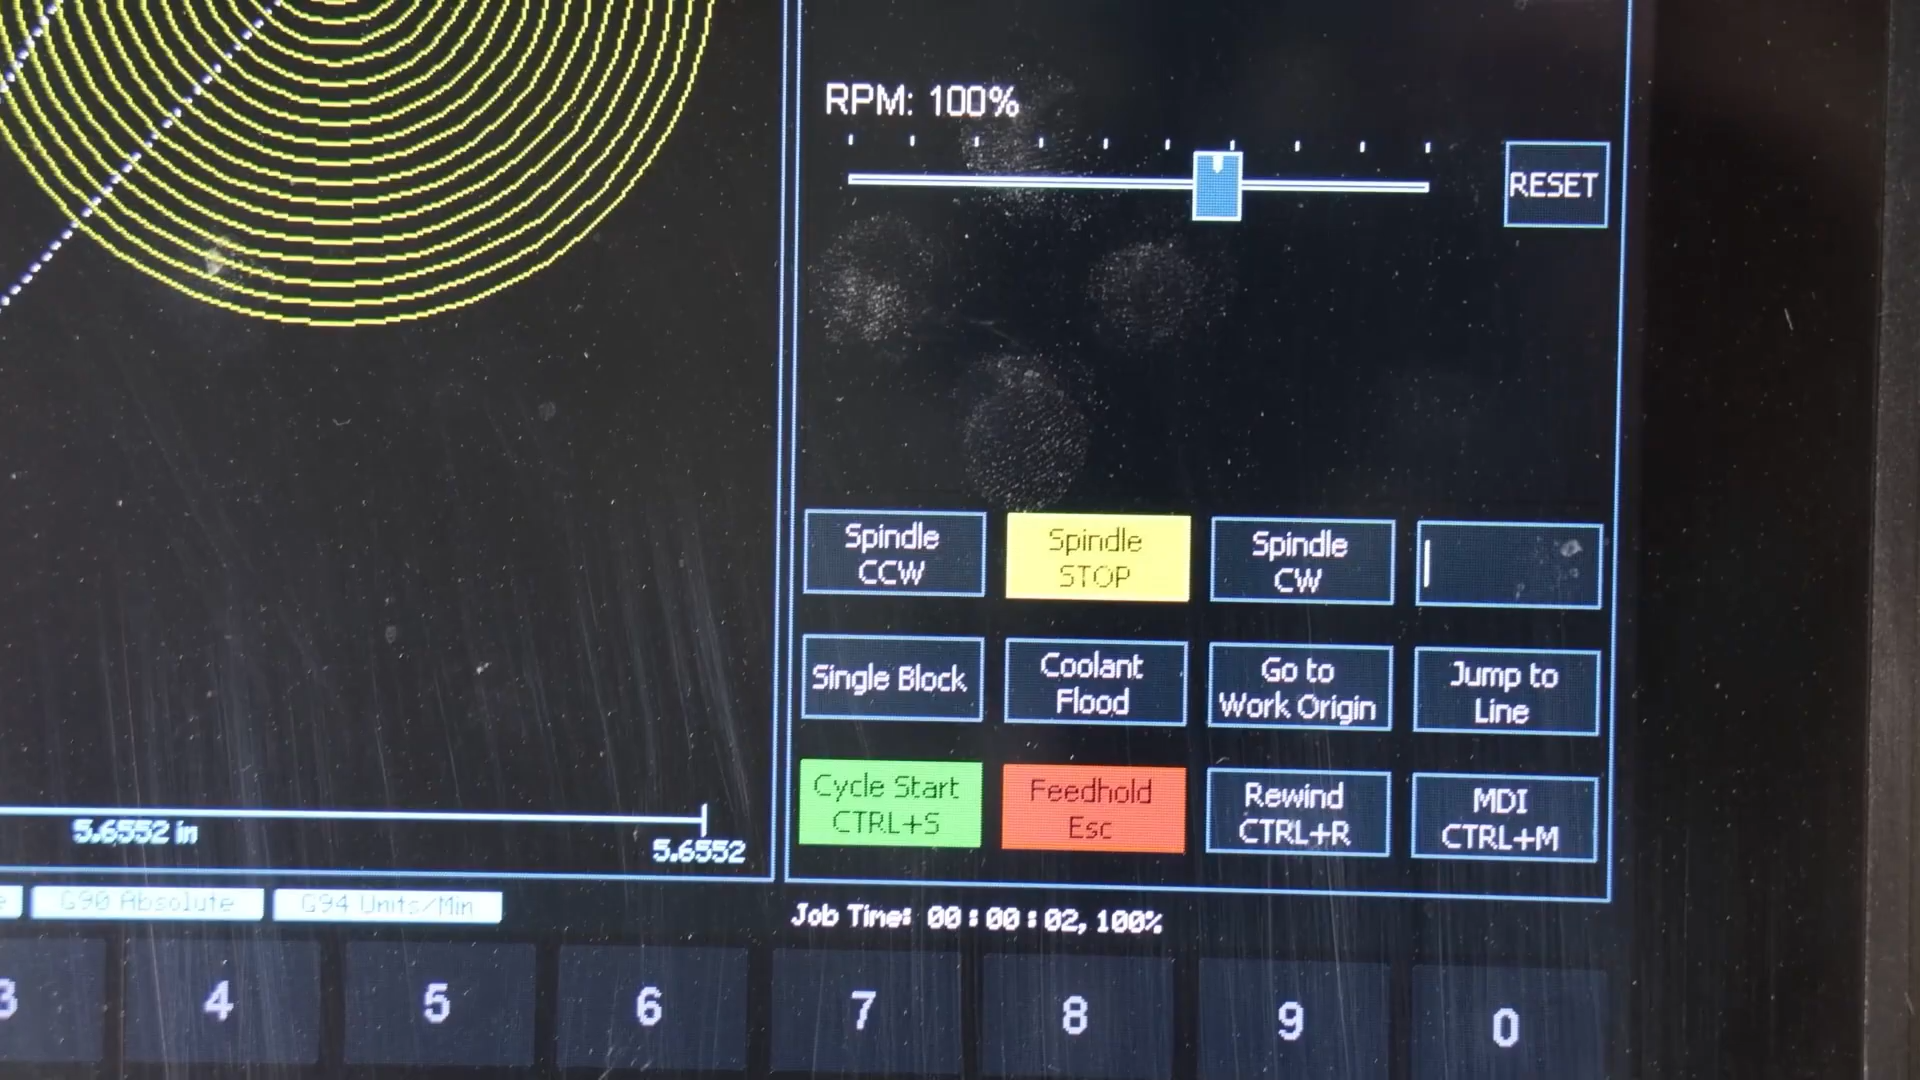 RPM: 100%
RESET
Spindle
CCW
Spindle
STOP
Spindle
CW
Single Block
Coolant
Flood
Go to
Work Origin
Jump to
Line
Cycle Start
CTRL+S
Feedhold
Esc
Rewind
CTRL+R
MDI
CTRL+M
5.6552 in
5.6552
G90 Absolute
G94 Units/Min
Job Time: 00:00:02, 100%
3
4
5
6
7
8
9
0